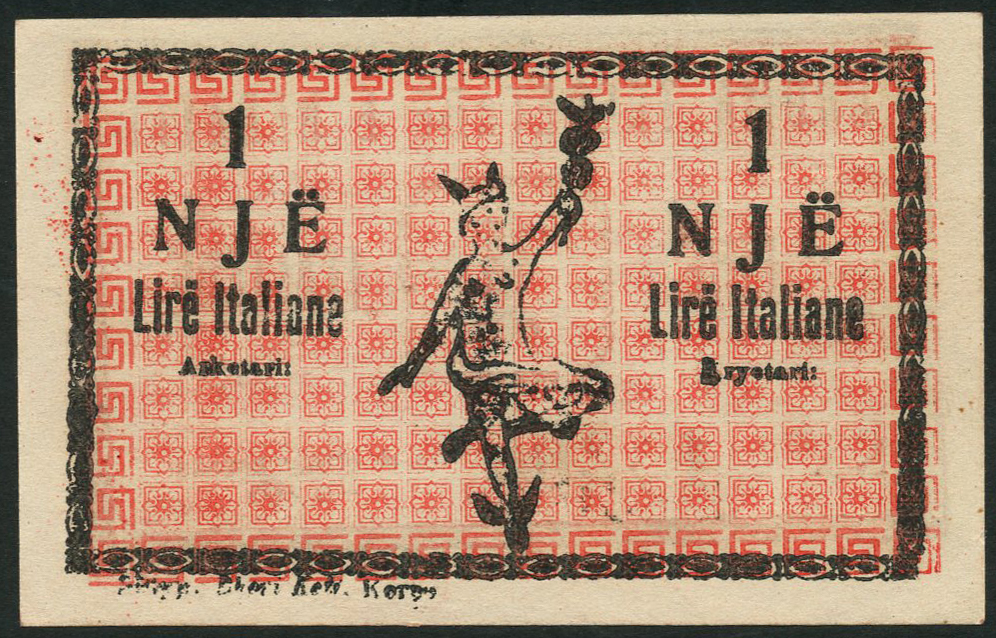 1
NJË
Lirë Italiane
Arketari:
1
NJË
Lirë Italiane
Kryetari: